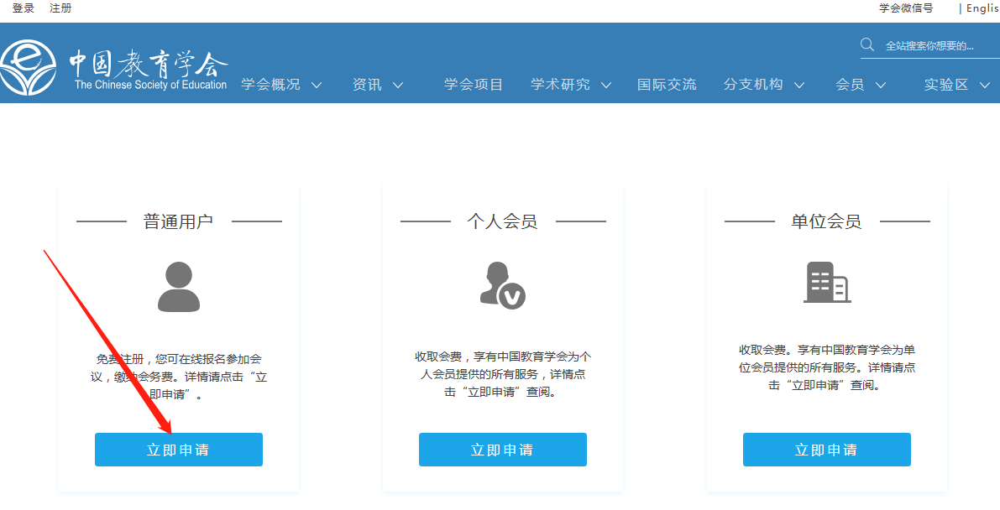 登录 注册 学会微信号 | Englis
全站搜索你想要的...
中国教育学会
The Chinese Society of Education
学会概况 资讯 学会项目 学术研究 国际交流 分支机构 会员 实验区
普通用户
免费注册，您可在线报名参加会
议，缴纳会务费。详情请点击“立
即申请”。
立即申请
个人会员
收取会费，享有中国教育学会为个
人会员提供的所有服务，详情点
击“立即申请”查阅。
立即申请
单位会员
收取会费。享有中国教育学会为单
位会员提供的所有服务。详情请点
击“立即申请”查阅。
立即申请